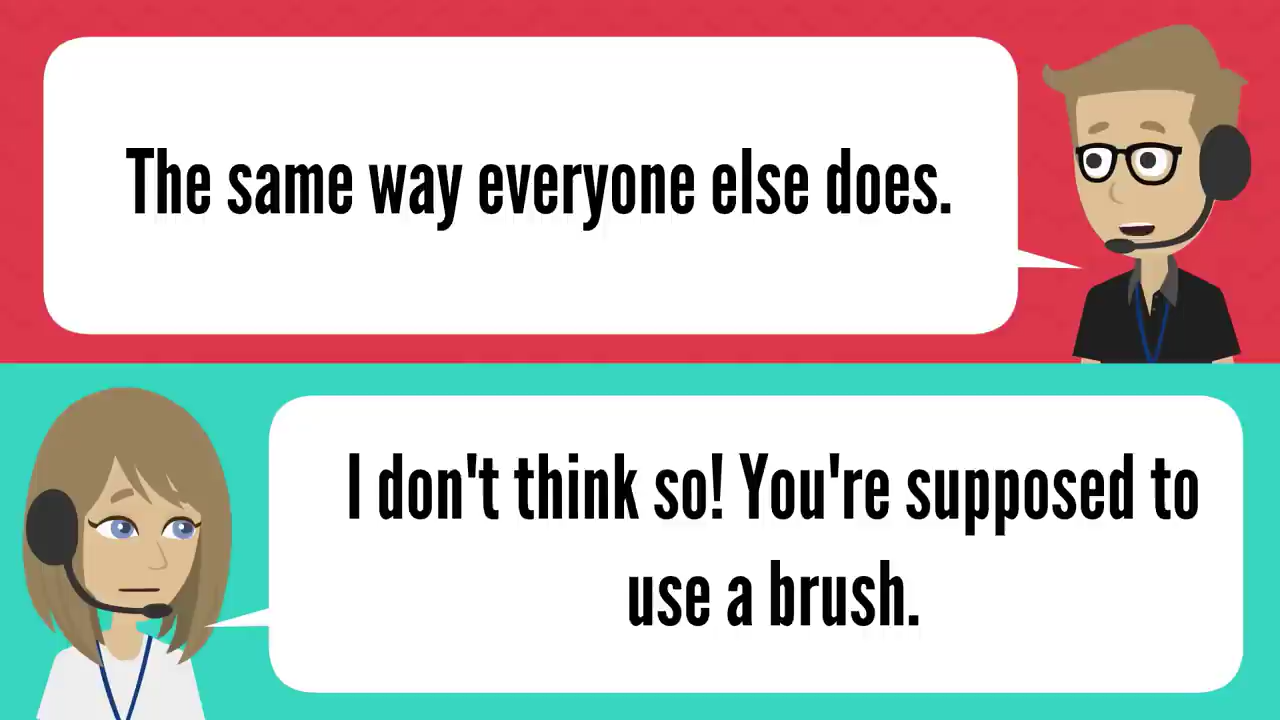 The same way everyone else does.
I don't think so! You're supposed to
use a brush.